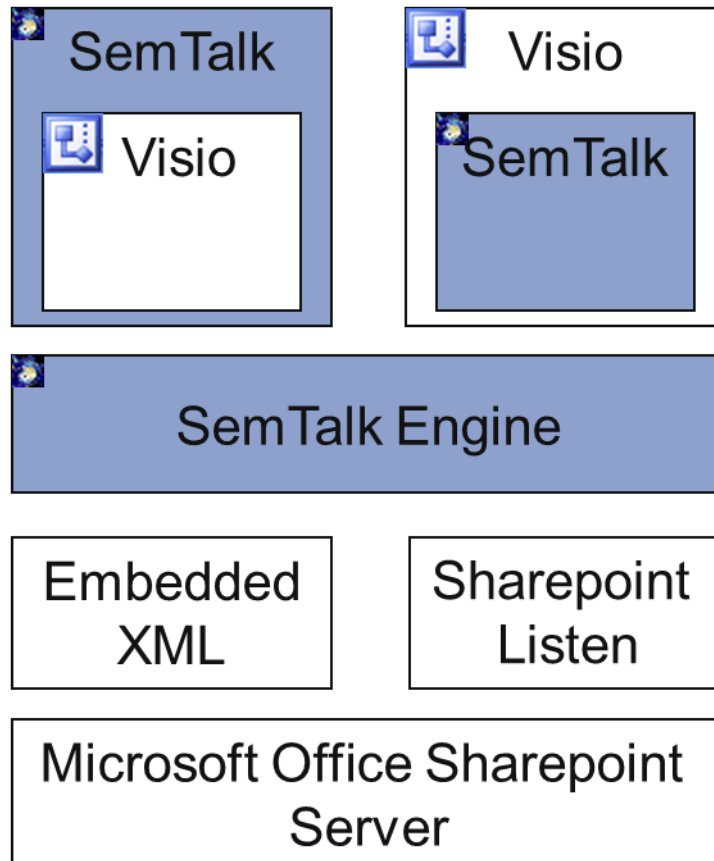 SemTalk
Visio
Visio
SemTalk
SemTalk Engine
Embedded
XML
Sharepoint
Listen
Microsoft Office Sharepoint
Server